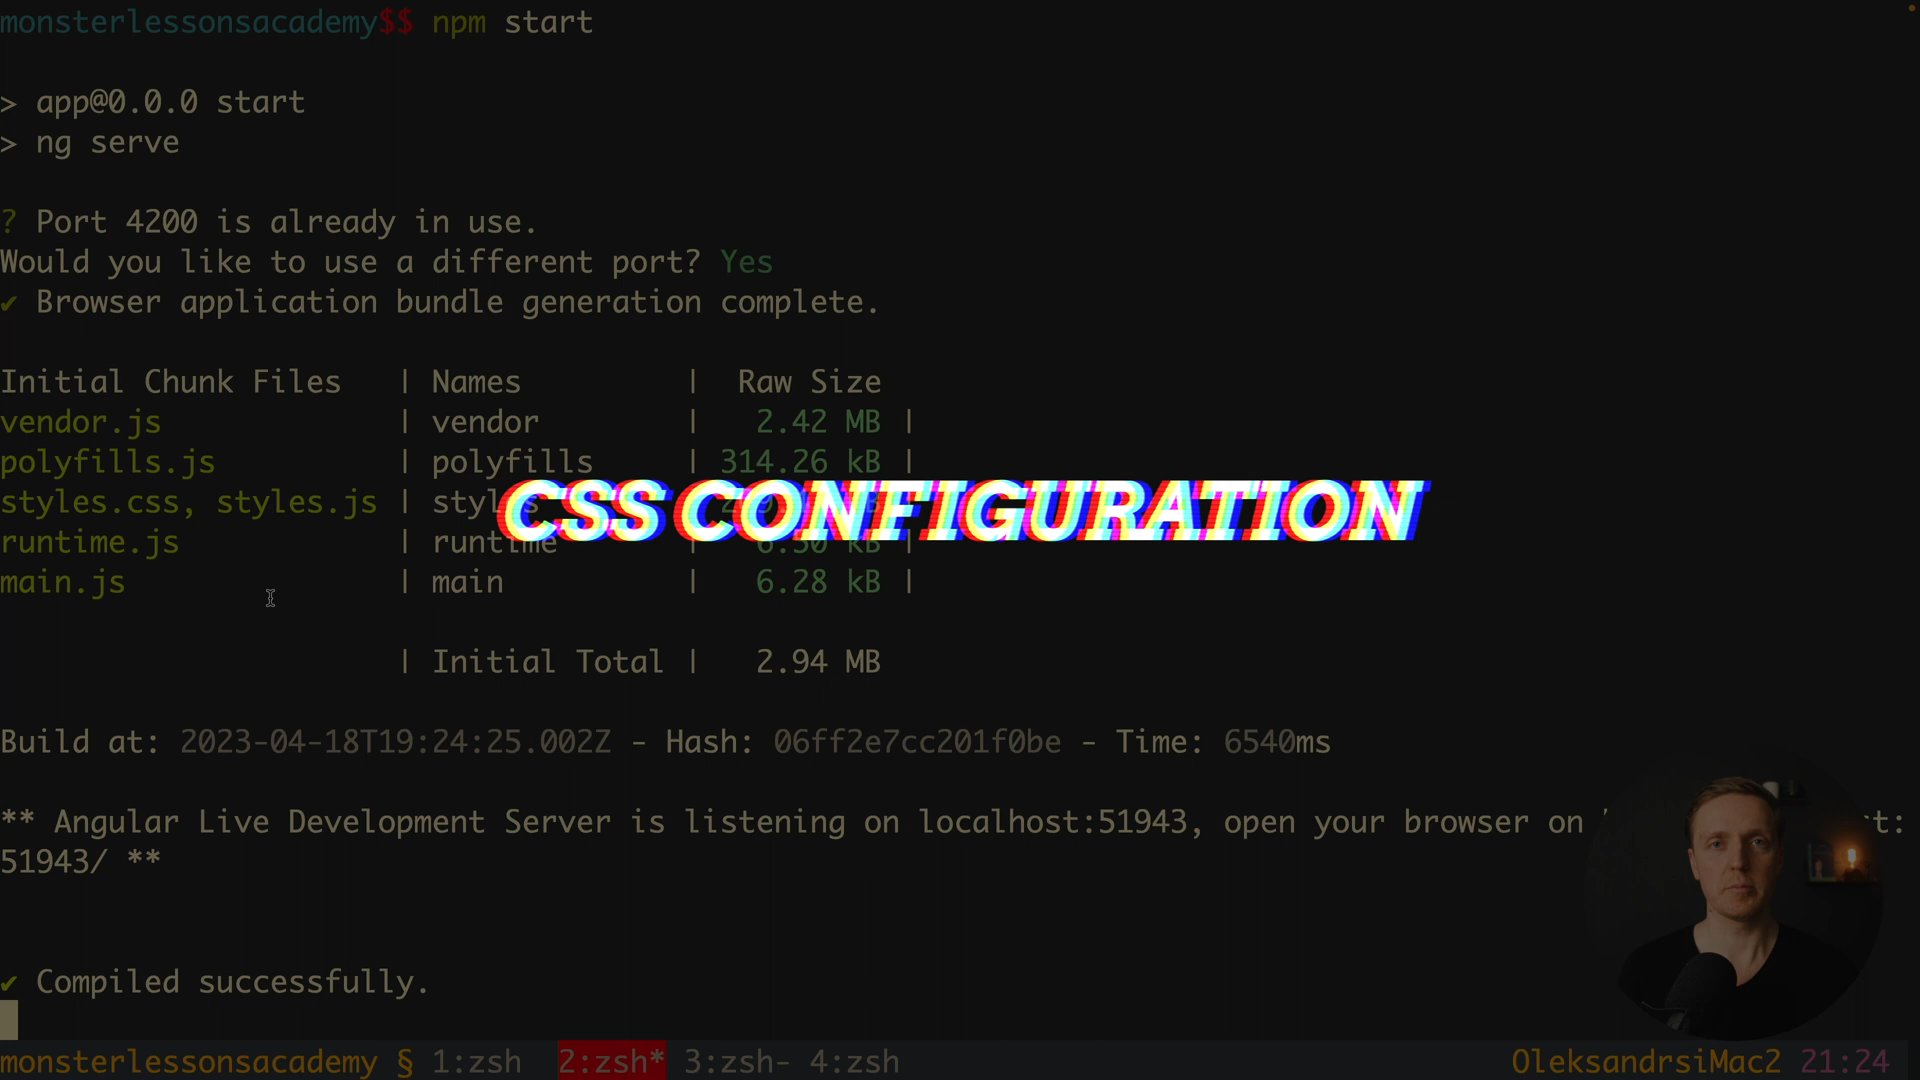 monsterlessonsacademy$$ npm start
> app@0.0.0 start
> ng serve
? Port 4200 is already in use.
Would you like to use a different port? Yes
✔ Browser application bundle generation complete.
Initial Chunk Files | Names | Raw Size
vendor.js | vendor | 2.42 MB |
polyfills.js | polyfills | 314.26 kB |
styles.css, styles.js |
CSS CONFIGURATION
runtime.js | runtime | 6.50 kB |
main.js | main | 6.28 kB |
| Initial Total | 2.94 MB
Build at: 2023-04-18T19:24:25.002Z - Hash: 06ff2e7cc201f0be - Time: 6540ms
** Angular Live Development Server is listening on localhost:51943, open your browser on
51943/ **
✔ Compiled successfully.
monsterlessonsacademy § 1:zsh 2:zsh* 3:zsh- 4:zsh OleksandrsiMac2 21:24